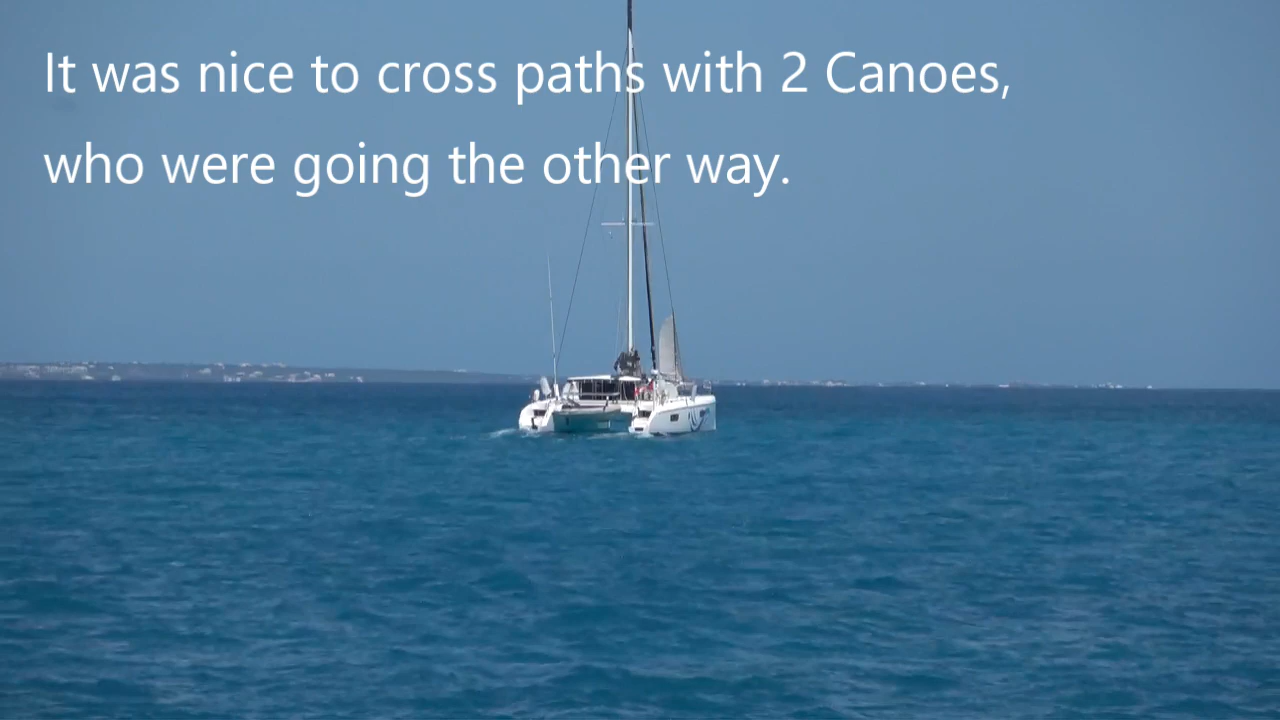 It was nice to cross paths with 2 Canoes,
who were going the other way.